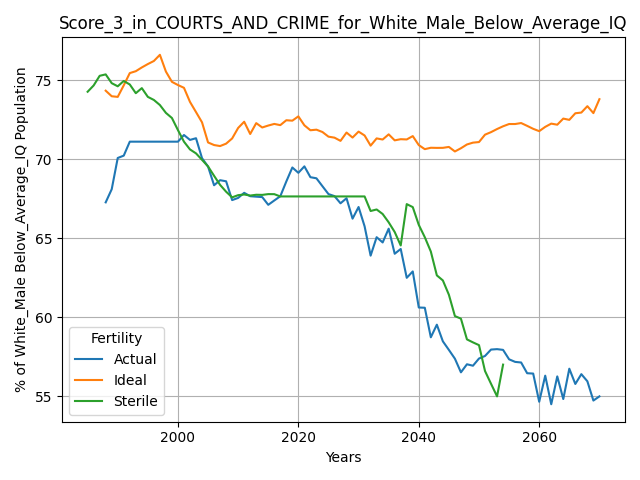 Score_3_in_COURTS_AND_CRIME_for_White_Male_Below_Average_IQ
% of White_Male Below_Average_IQ Population
75
70
65
60
55
Fertility
Actual
Ideal
Sterile
2000
2020
2040
2060
Years